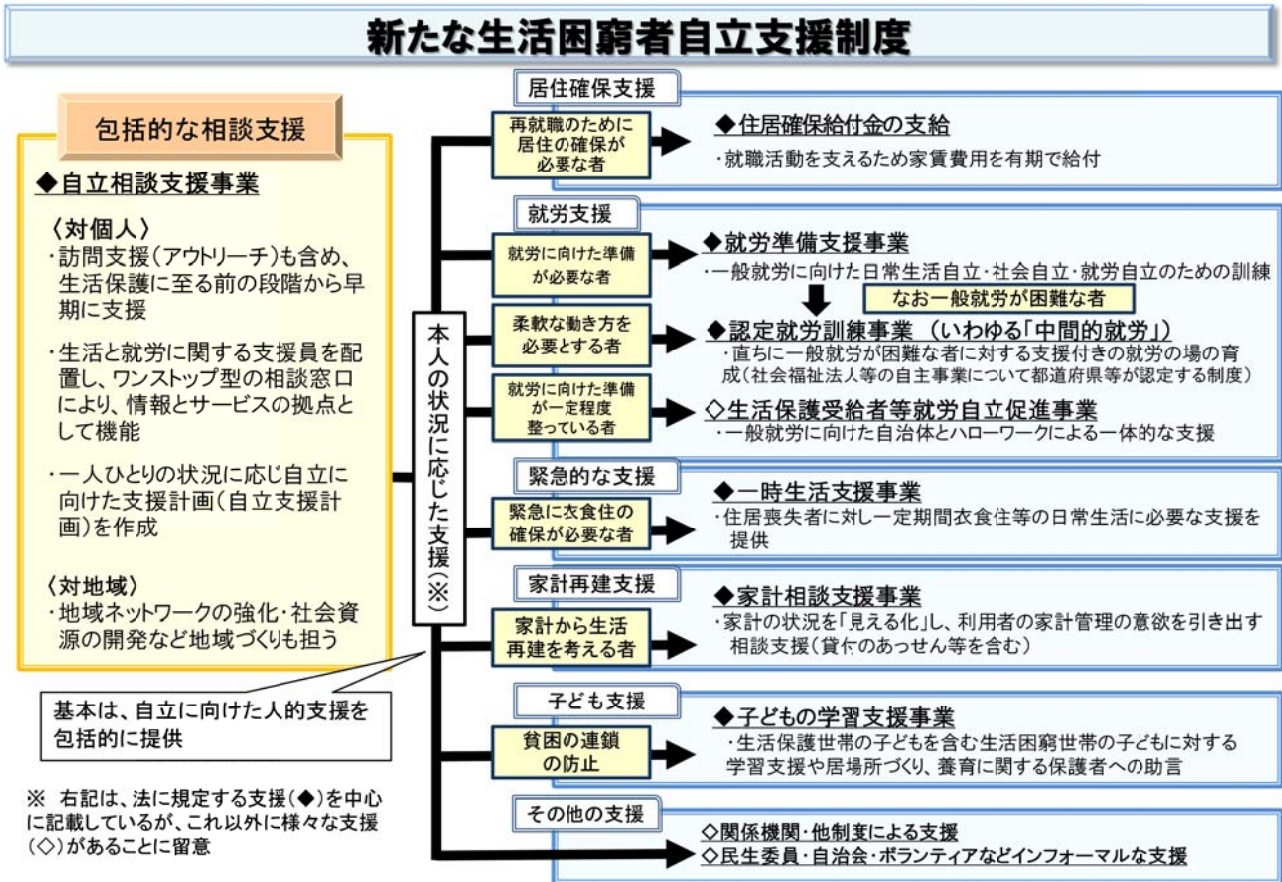 新たな生活困窮者自立支援制度
包括的な相談支援
◆自立相談支援事業
〈対個人〉
・訪問支援(アウトリーチ)も含め、
生活保護に至る前の段階から早
期に支援
・生活と就労に関する支援員を配
置し、ワンストップ型の相談窓口
により、情報とサービスの拠点と
して機能
・一人ひとりの状況に応じ自立に
向けた支援計画(自立支援計
画)を作成
〈対地域〉
・地域ネットワークの強化・社会資
源の開発など地域づくりも担う
基本は、自立に向けた人的支援を
包括的に提供
※ 右記は、法に規定する支援(◆)を中心
に記載しているが、これ以外に様々な支援
(◇)があることに留意
本人の状況に応じた支援(※)
居住確保支援
再就職のために
居住の確保が
必要な者
◆住居確保給付金の支給
・就職活動を支えるため家賃費用を有期で給付
就労支援
就労に向けた準備
が必要な者
◆就労準備支援事業
・一般就労に向けた日常生活自立・社会自立・就労自立のための訓練
なお一般就労が困難な者
柔軟な働き方を
必要とする者
◆認定就労訓練事業 (いわゆる「中間的就労」)
・直ちに一般就労が困難な者に対する支援付きの就労の場の育
成(社会福祉法人等の自主事業について都道府県等が認定する制度)
就労に向けた準備
が一定程度
整っている者
◇生活保護受給者等就労自立促進事業
・一般就労に向けた自治体とハローワークによる一体的な支援
緊急的な支援
緊急に衣食住の
確保が必要な者
◆一時生活支援事業
・住居喪失者に対し一定期間衣食住等の日常生活に必要な支援を
提供
家計再建支援
家計から生活
再建を考える者
◆家計相談支援事業
・家計の状況を「見える化」し、利用者の家計管理の意欲を引き出す
相談支援(貸付のあっせん等を含む)
子ども支援
貧困の連鎖
の防止
◆子どもの学習支援事業
・生活保護世帯の子どもを含む生活困窮世帯の子どもに対する
学習支援や居場所づくり、養育に関する保護者への助言
その他の支援
◇関係機関・他制度による支援
◇民生委員・自治会・ボランティアなどインフォーマルな支援